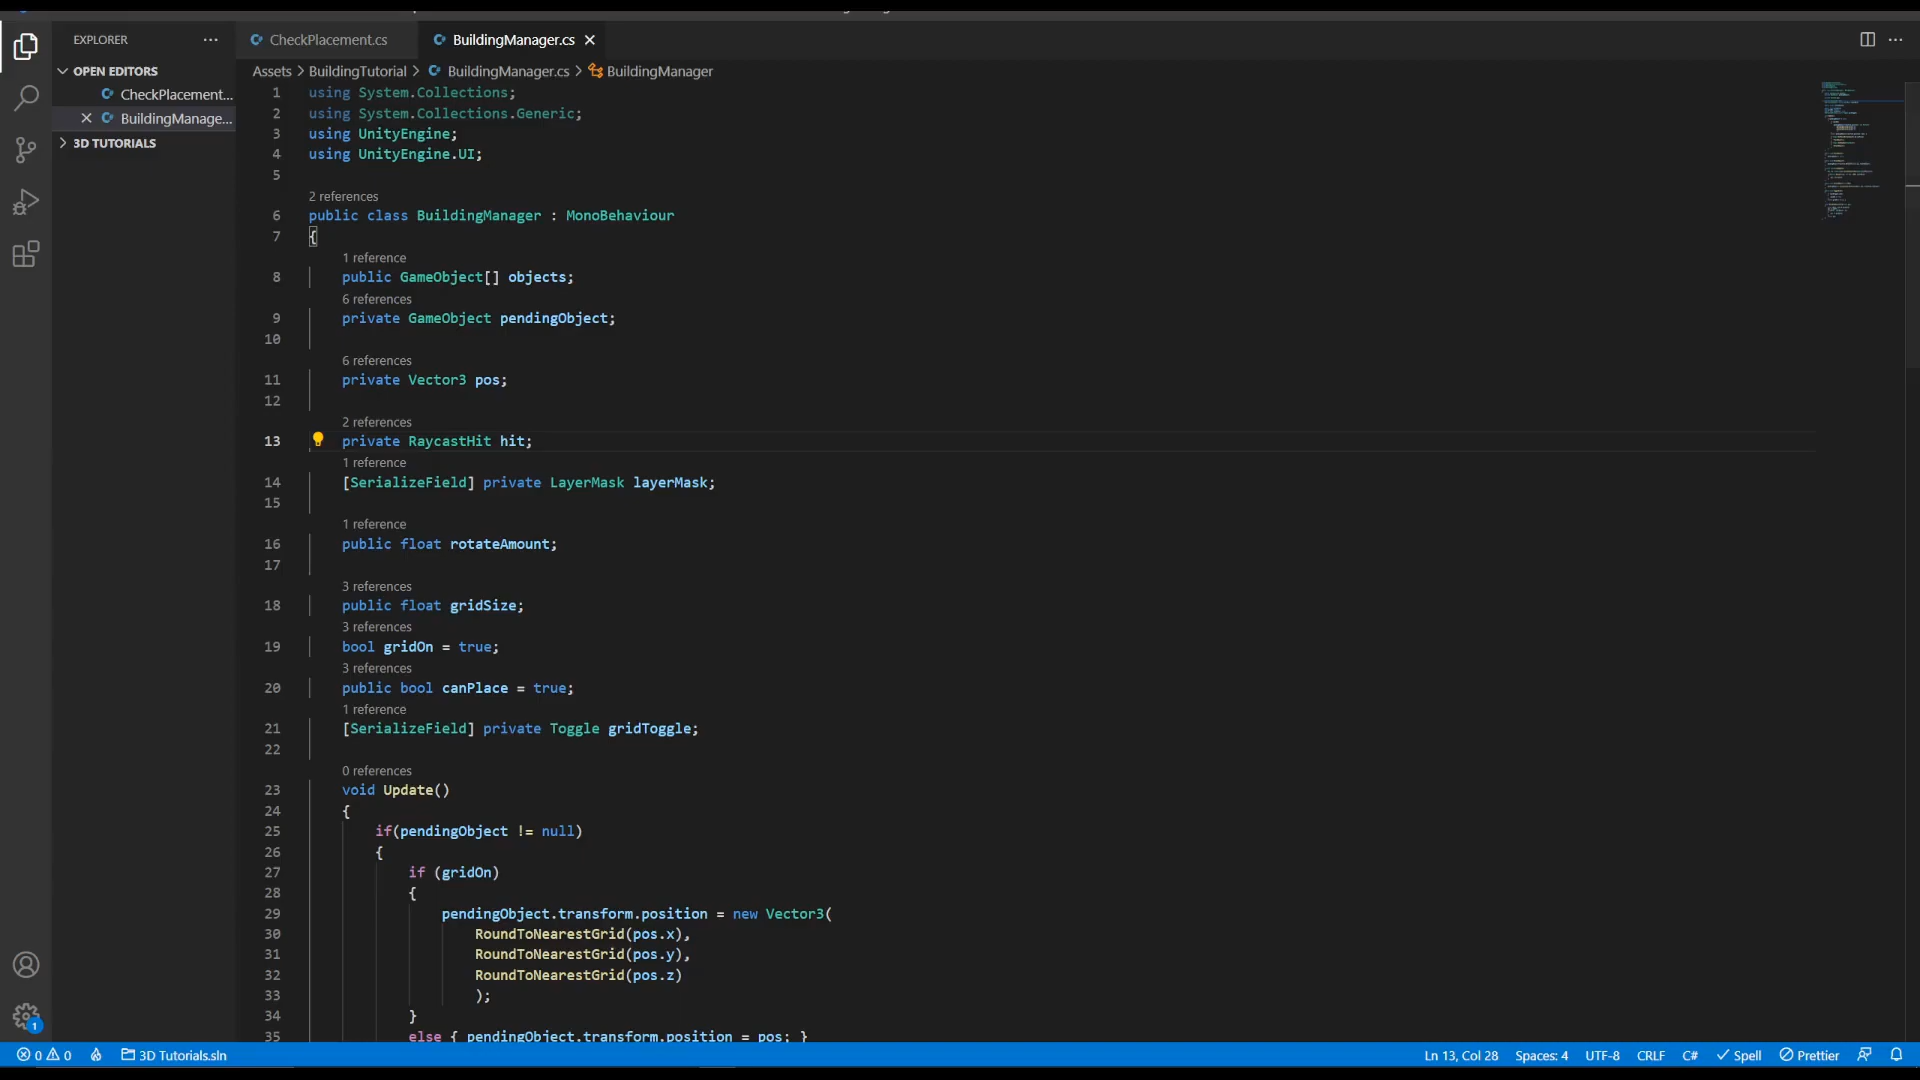 EXPLORER
OPEN EDITORS
CheckPlacement...
BuildingManage...
3D TUTORIALS
CheckPlacement.cs
BuildingManager.cs
Assets > BuildingTutorial > BuildingManager.cs > BuildingManager
1 using System.Collections;
2 using System.Collections.Generic;
3 using UnityEngine;
4 using UnityEngine.UI;
5
2 references
6 public class BuildingManager : MonoBehaviour
7 {
1 reference
8 public GameObject[] objects;
6 references
9 private GameObject pendingObject;
10
6 references
11 private Vector3 pos;
12
2 references
13 private RaycastHit hit;
1 reference
14 [SerializeField] private LayerMask layerMask;
15
1 reference
16 public float rotateAmount;
17
3 references
18 public float gridSize;
3 references
19 bool gridOn = true;
3 references
20 public bool canPlace = true;
1 reference
21 [SerializeField] private Toggle gridToggle;
22
0 references
23 void Update()
24 {
25 if(pendingObject != null)
26 {
27 if (gridOn)
28 {
29 pendingObject.transform.position = new Vector3(
30 RoundToNearestGrid(pos.x),
31 RoundToNearestGrid(pos.y),
32 RoundToNearestGrid(pos.z)
33 );
34 }
35 else { pendingObject.transform.position = pos; }
1
0 0 3D Tutorials.sln Ln 13, Col 28 Spaces: 4 UTF-8 CRLF C# Spell Prettier